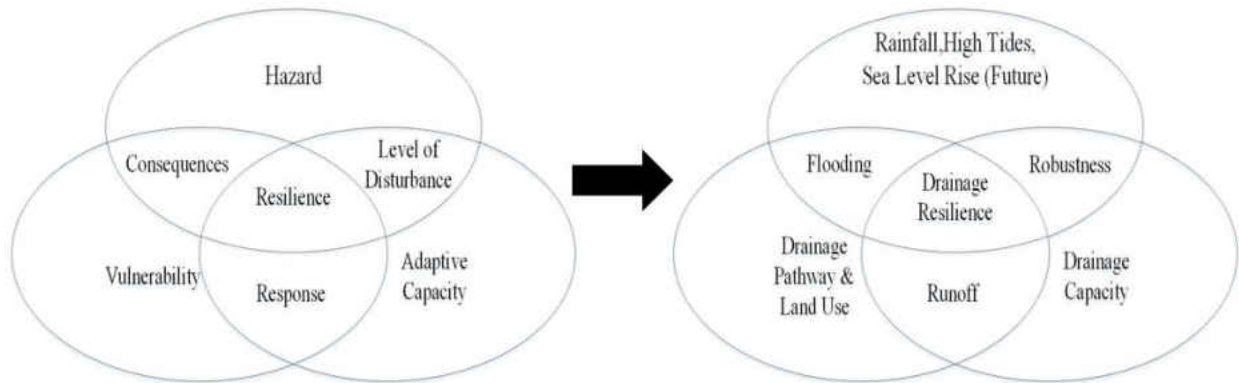 Hazard
Consequences
Level of
Disturbance
Resilience
Vulnerability
Response
Adaptive
Capacity
Rainfall,High Tides,
Sea Level Rise (Future)
Flooding
Robustness
Drainage
Resilience
Drainage
Pathway &
Land Use
Runoff
Drainage
Capacity